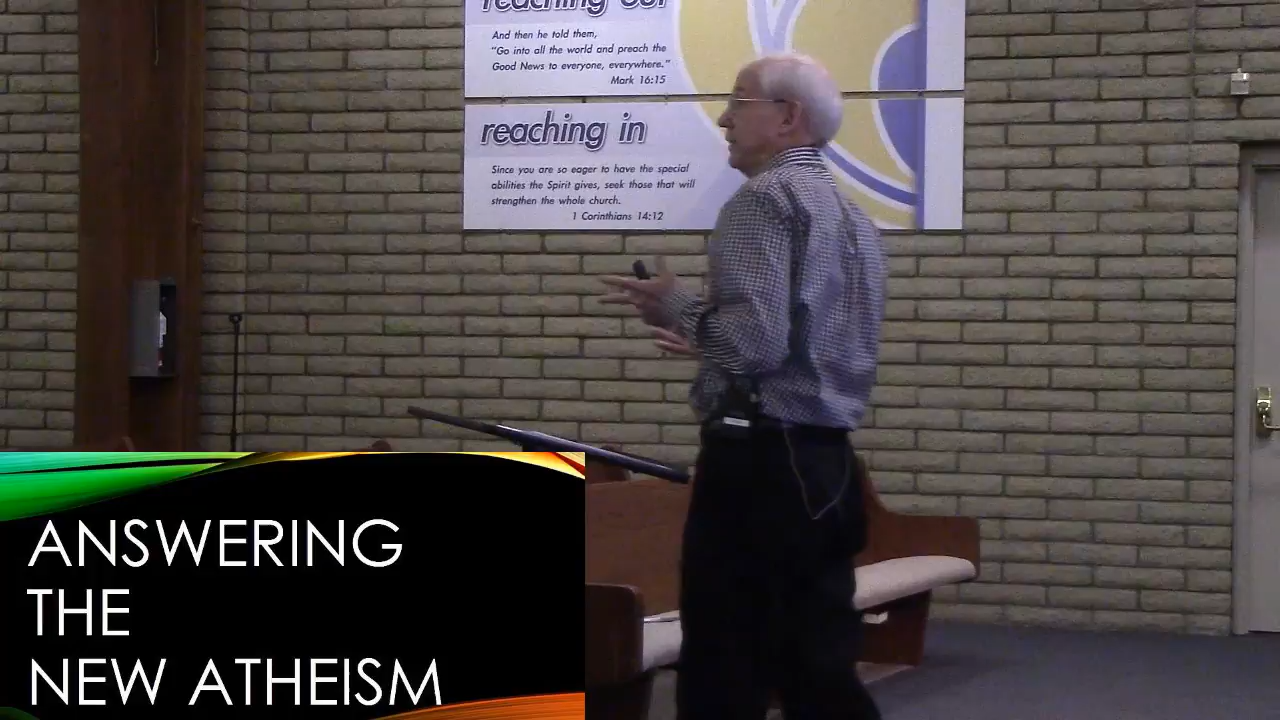 reaching out
And then he told them,
"Go into all the world and preach the
Good News to everyone, everywhere."
Mark 16:15
reaching in
Since you are so eager to have the special
abilities the Spirit gives, seek those that will
strengthen the whole church.
1 Corinthians 14:12
ANSWERING
THE
NEW ATHEISM